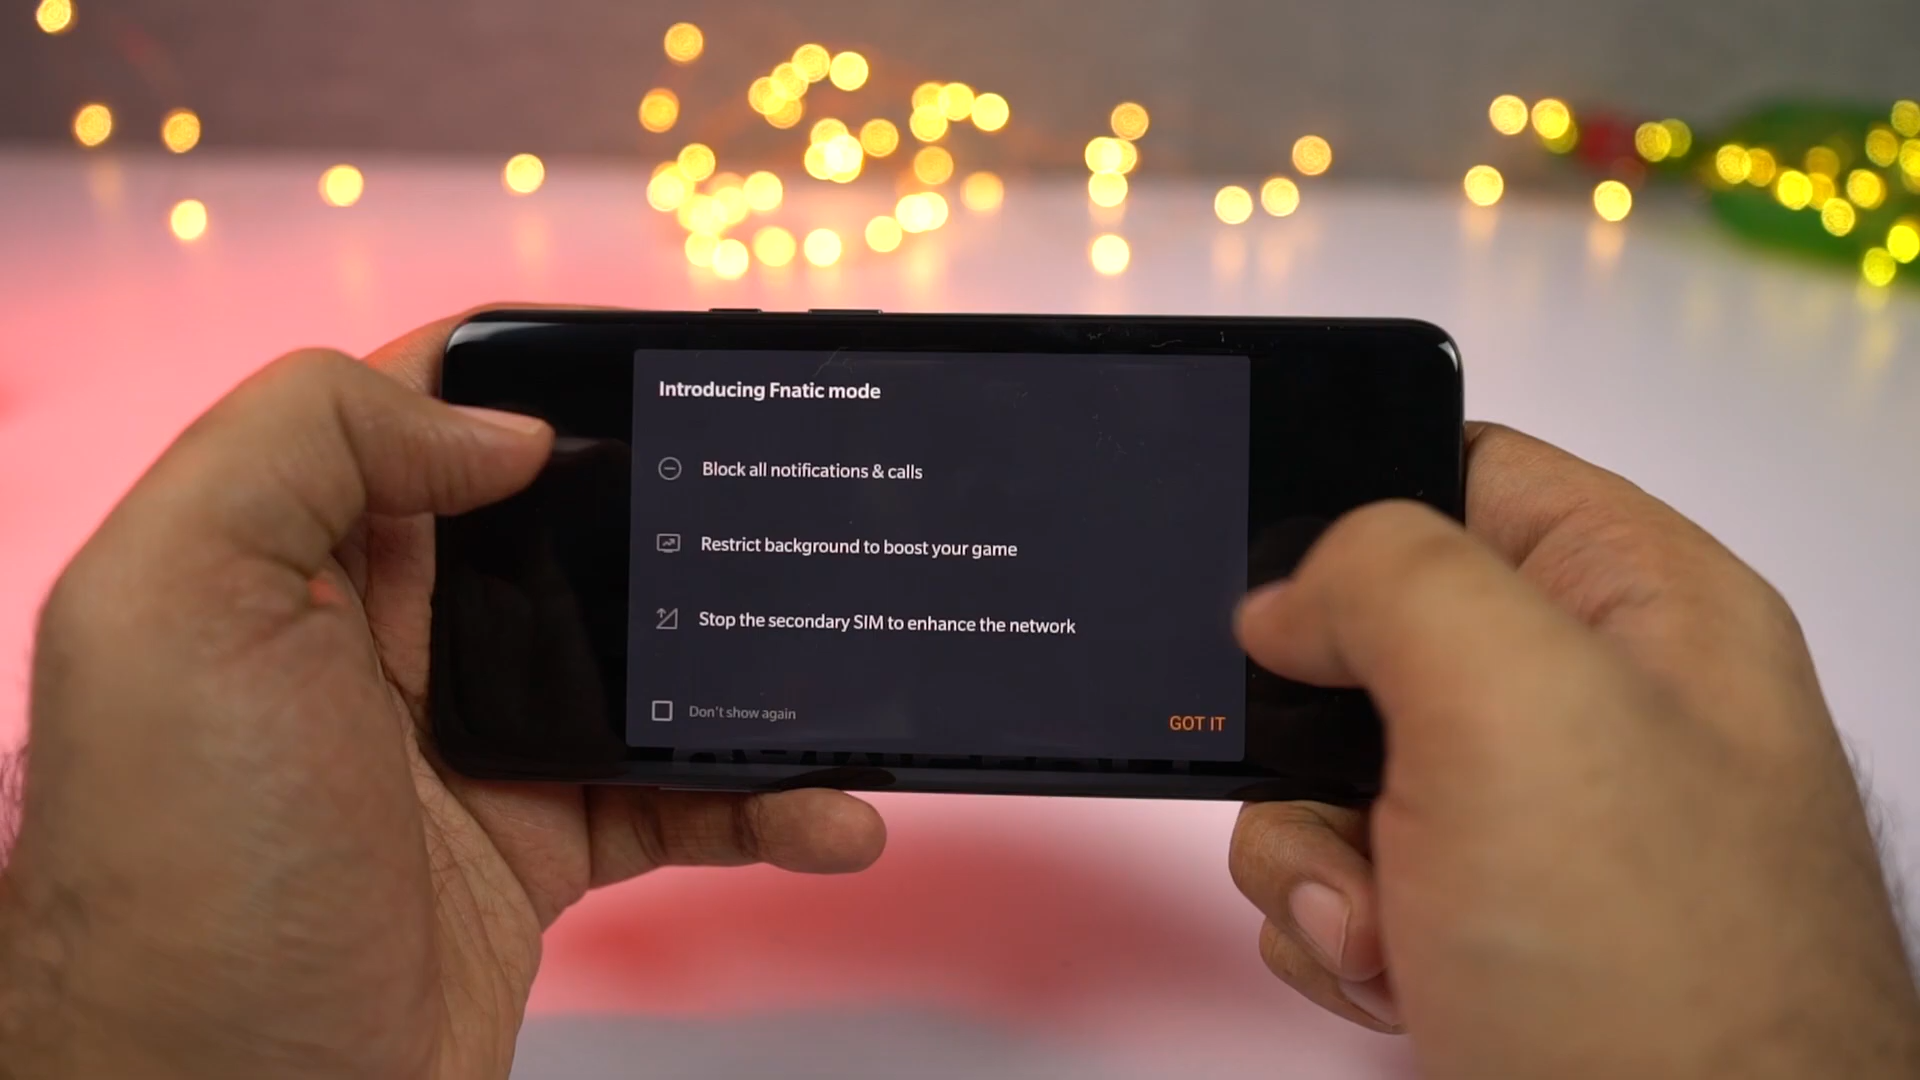 Introducing Fnatic mode
Block all notifications & calls
Restrict background to boost your game
Stop the secondary SIM to enhance the network
Don't show again
GOT IT